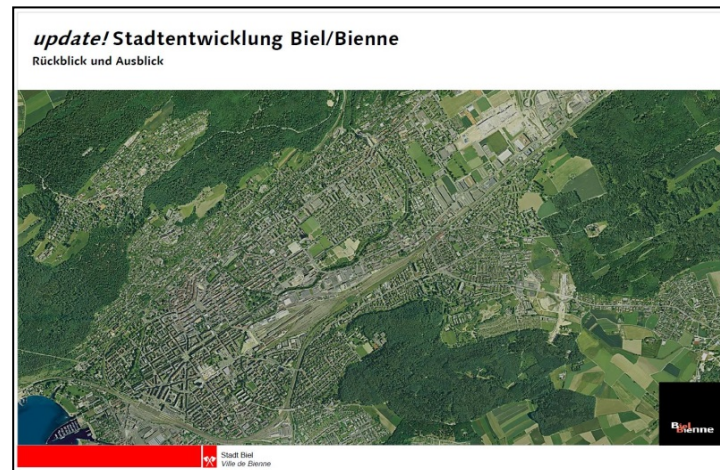 update! Stadtentwicklung Biel/Bienne
Rückblick und Ausblick
Biel
Bienne
Stadt Biel
Ville de Bienne